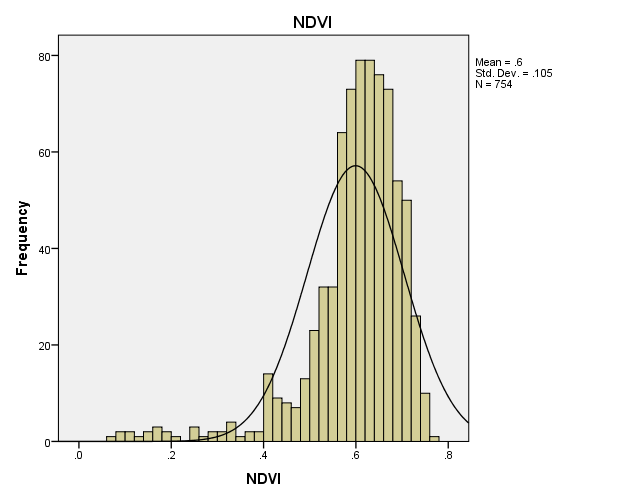 NDVI
Mean = .6
Std. Dev. = .105
N = 754
80
60
40
20
0
Frequency
.0 .2 .4 .6 .8
NDVI